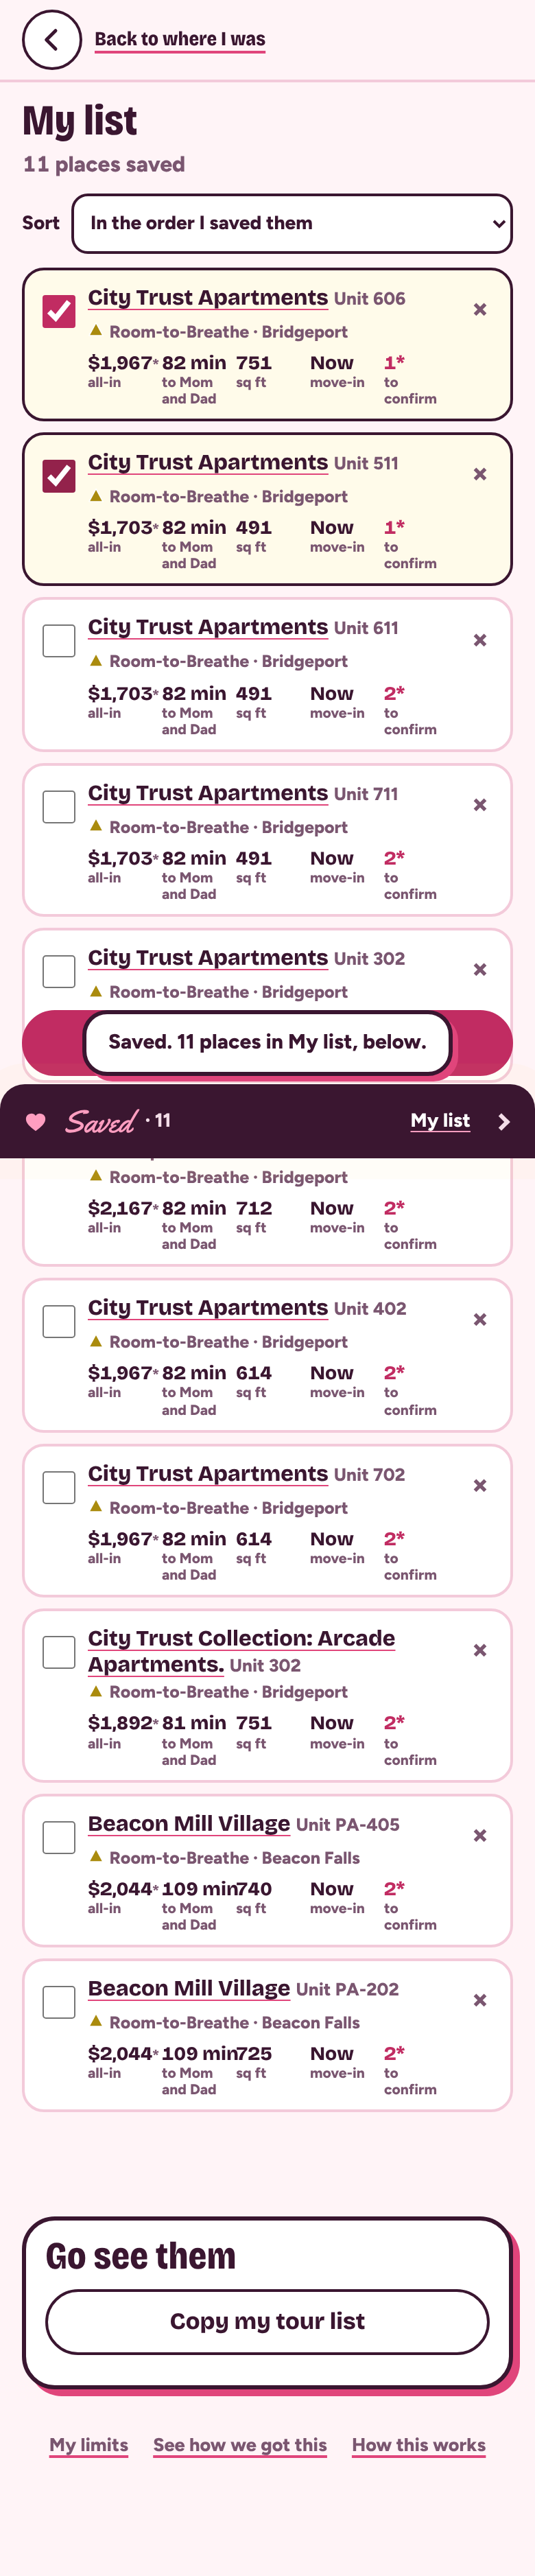 Back to where I was
My list
11 places saved
Sort In the order I saved them
City Trust Apartments Unit 606 ×
Room-to-Breathe · Bridgeport
$1,967* 82 min 751 Now 1*
all-in to Mom sq ft move-in to
and Dad confirm
City Trust Apartments Unit 511 ×
Room-to-Breathe · Bridgeport
$1,703* 82 min 491 Now 1*
all-in to Mom sq ft move-in to
and Dad confirm
City Trust Apartments Unit 611 ×
Room-to-Breathe · Bridgeport
$1,703* 82 min 491 Now 2*
all-in to Mom sq ft move-in to
and Dad confirm
City Trust Apartments Unit 711 ×
Room-to-Breathe · Bridgeport
$1,703* 82 min 491 Now 2*
all-in to Mom sq ft move-in to
and Dad confirm
City Trust Apartments Unit 302 ×
Room-to-Breathe · Bridgeport
Saved. 11 places in My list, below.
Saved · 11 My list
Room-to-Breathe · Bridgeport
$2,167* 82 min 712 Now 2*
all-in to Mom sq ft move-in to
and Dad confirm
City Trust Apartments Unit 402 ×
Room-to-Breathe · Bridgeport
$1,967* 82 min 614 Now 2*
all-in to Mom sq ft move-in to
and Dad confirm
City Trust Apartments Unit 702 ×
Room-to-Breathe · Bridgeport
$1,967* 82 min 614 Now 2*
all-in to Mom sq ft move-in to
and Dad confirm
City Trust Collection: Arcade ×
Apartments. Unit 302
Room-to-Breathe · Bridgeport
$1,892* 81 min 751 Now 2*
all-in to Mom sq ft move-in to
and Dad confirm
Beacon Mill Village Unit PA-405 ×
Room-to-Breathe · Beacon Falls
$2,044* 109 min 740 Now 2*
all-in to Mom sq ft move-in to
and Dad confirm
Beacon Mill Village Unit PA-202 ×
Room-to-Breathe · Beacon Falls
$2,044* 109 min 725 Now 2*
all-in to Mom sq ft move-in to
and Dad confirm
Go see them
Copy my tour list
My limits See how we got this How this works